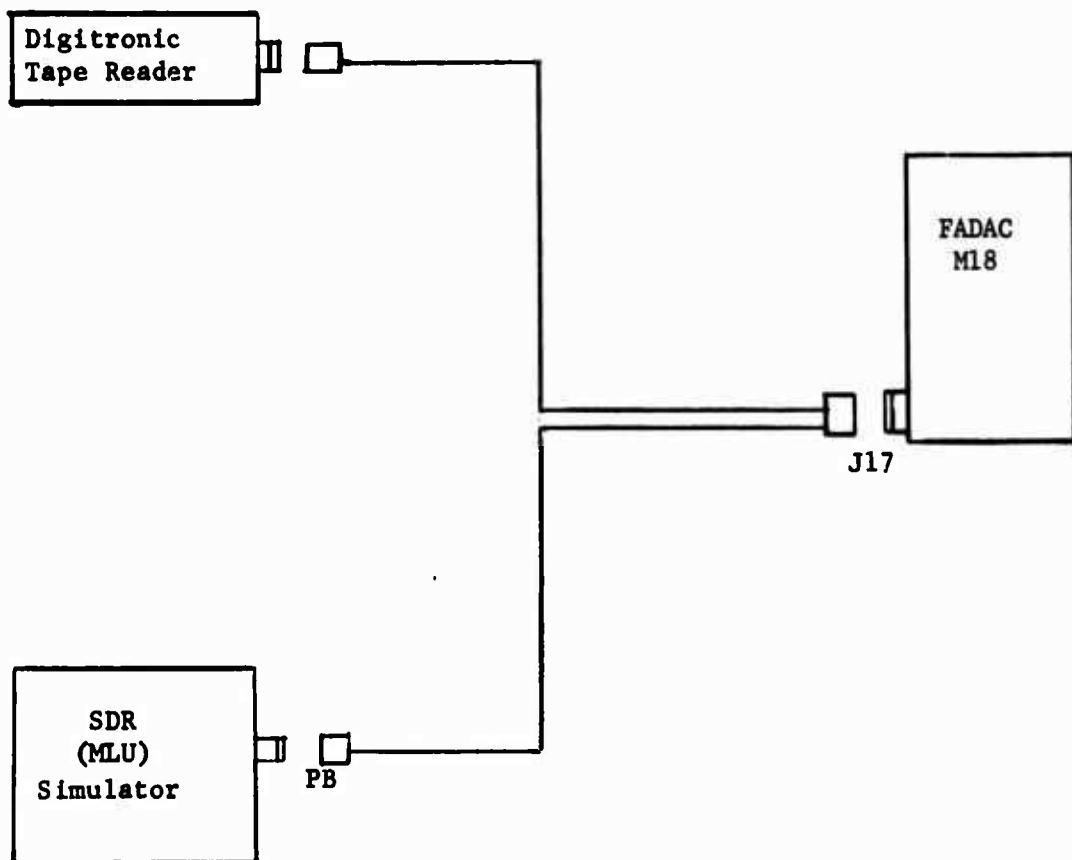 Digitronic
Tape Reader
FADAC
M18
J17
SDR
(MLU)
Simulator
PB